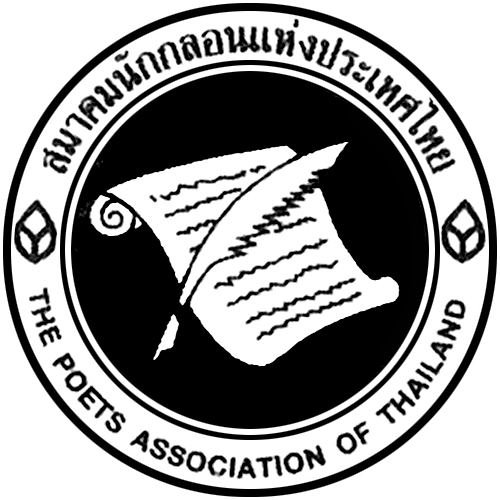 สมาคมนักกลอนแห่งประเทศไทย
THE POETS ASSOCIATION OF THAILAND